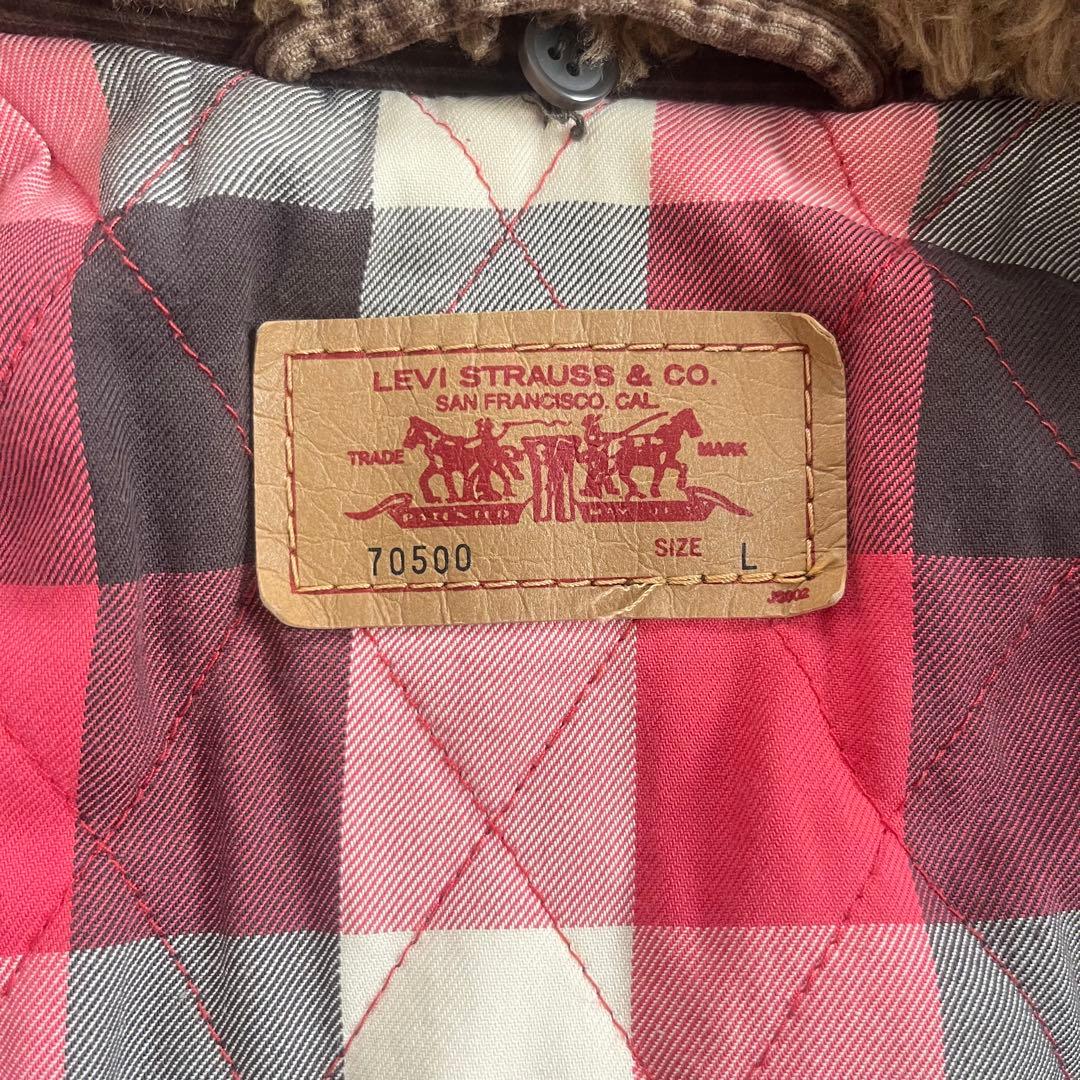 LEVI STRAUSS & CO.
SAN FRANCISCO, CAL.
TRADE MARK
70500 SIZE L